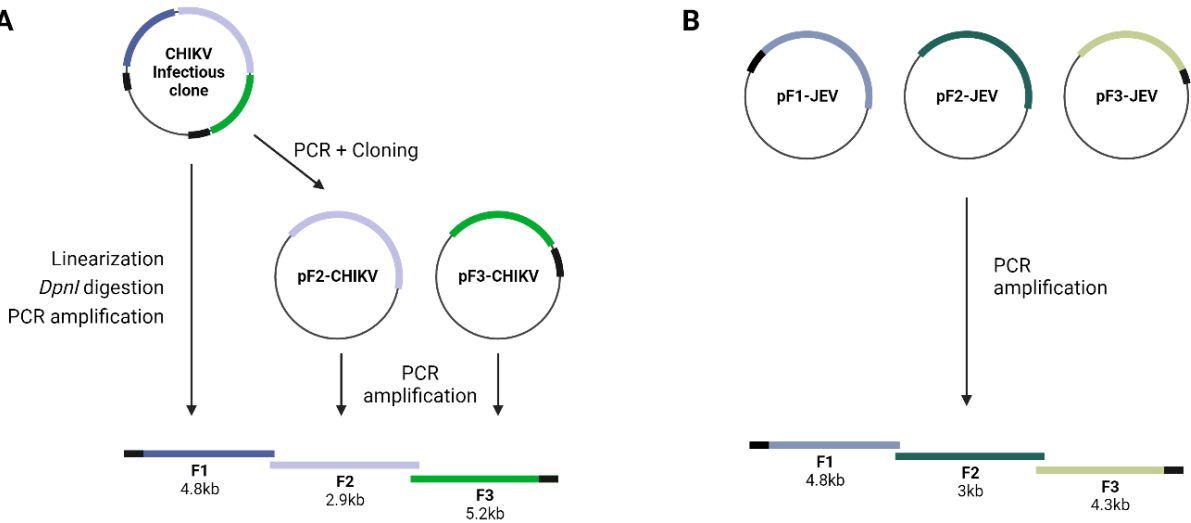 A
CHIKV
Infectious
clone
PCR + Cloning
Linearization
DpnI digestion
PCR amplification
pF2-CHIKV
pF3-CHIKV
PCR
amplification
F1
4.8kb
F2
2.9kb
F3
5.2kb
B
pF1-JEV
pF2-JEV
pF3-JEV
PCR
amplification
F1
4.8kb
F2
3kb
F3
4.3kb